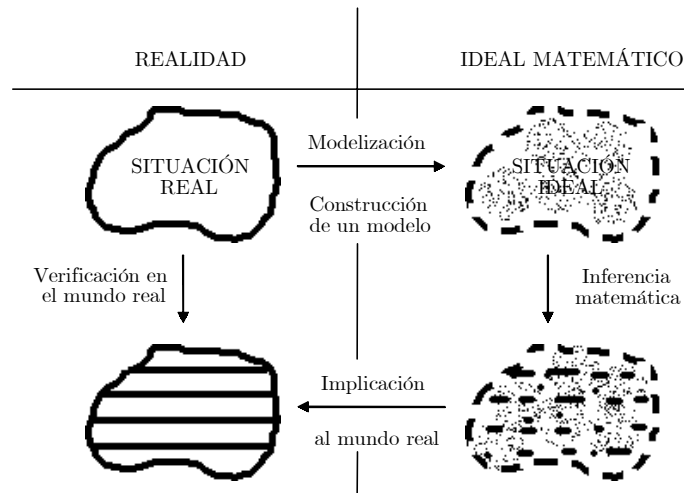 REALIDAD
IDEAL MATEMÁTICO
SITUACIÓN
REAL
Modelización
Construcción
de un modelo
SITUACIÓN
IDEAL
Verificación en
el mundo real
Inferencia
matemática
Implicación
al mundo real